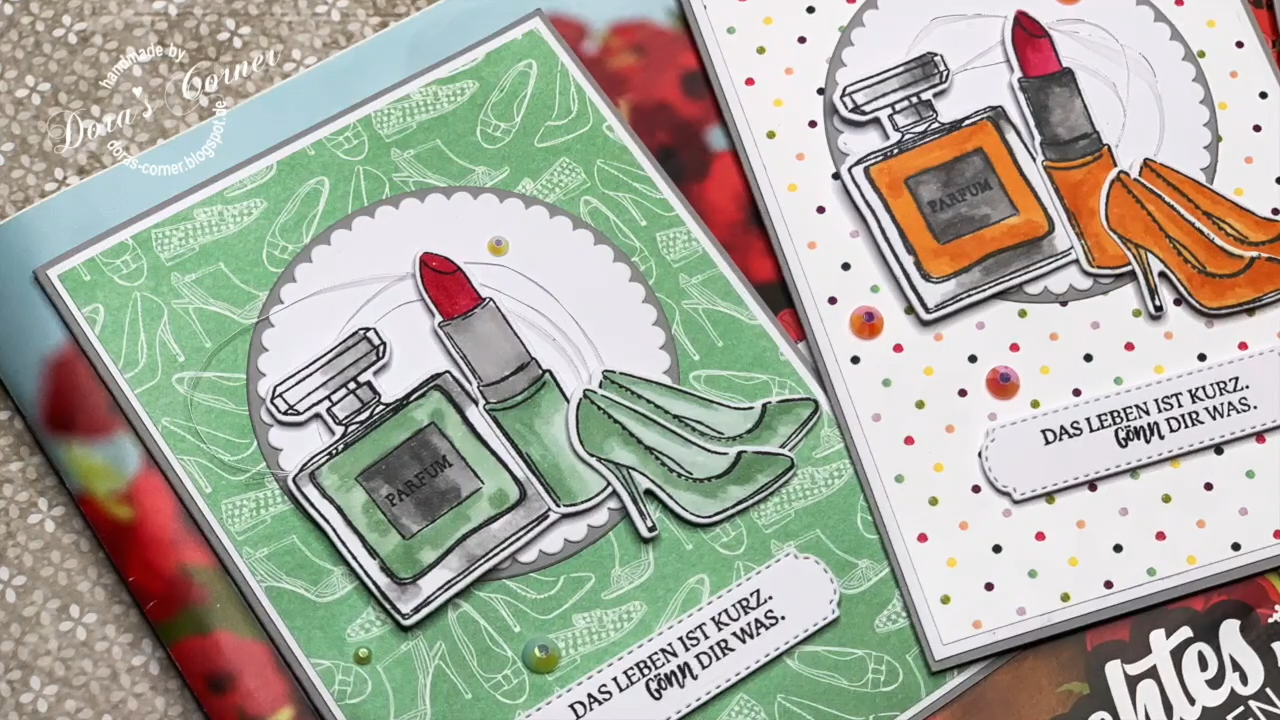 handmade by
Dora's Corner
doras-corner.blogspot.de
PARFUM
DAS LEBEN IST KURZ.
Gönn DIR WAS.
PARFUM
DAS LEBEN IST KURZ.
Gönn DIR WAS.